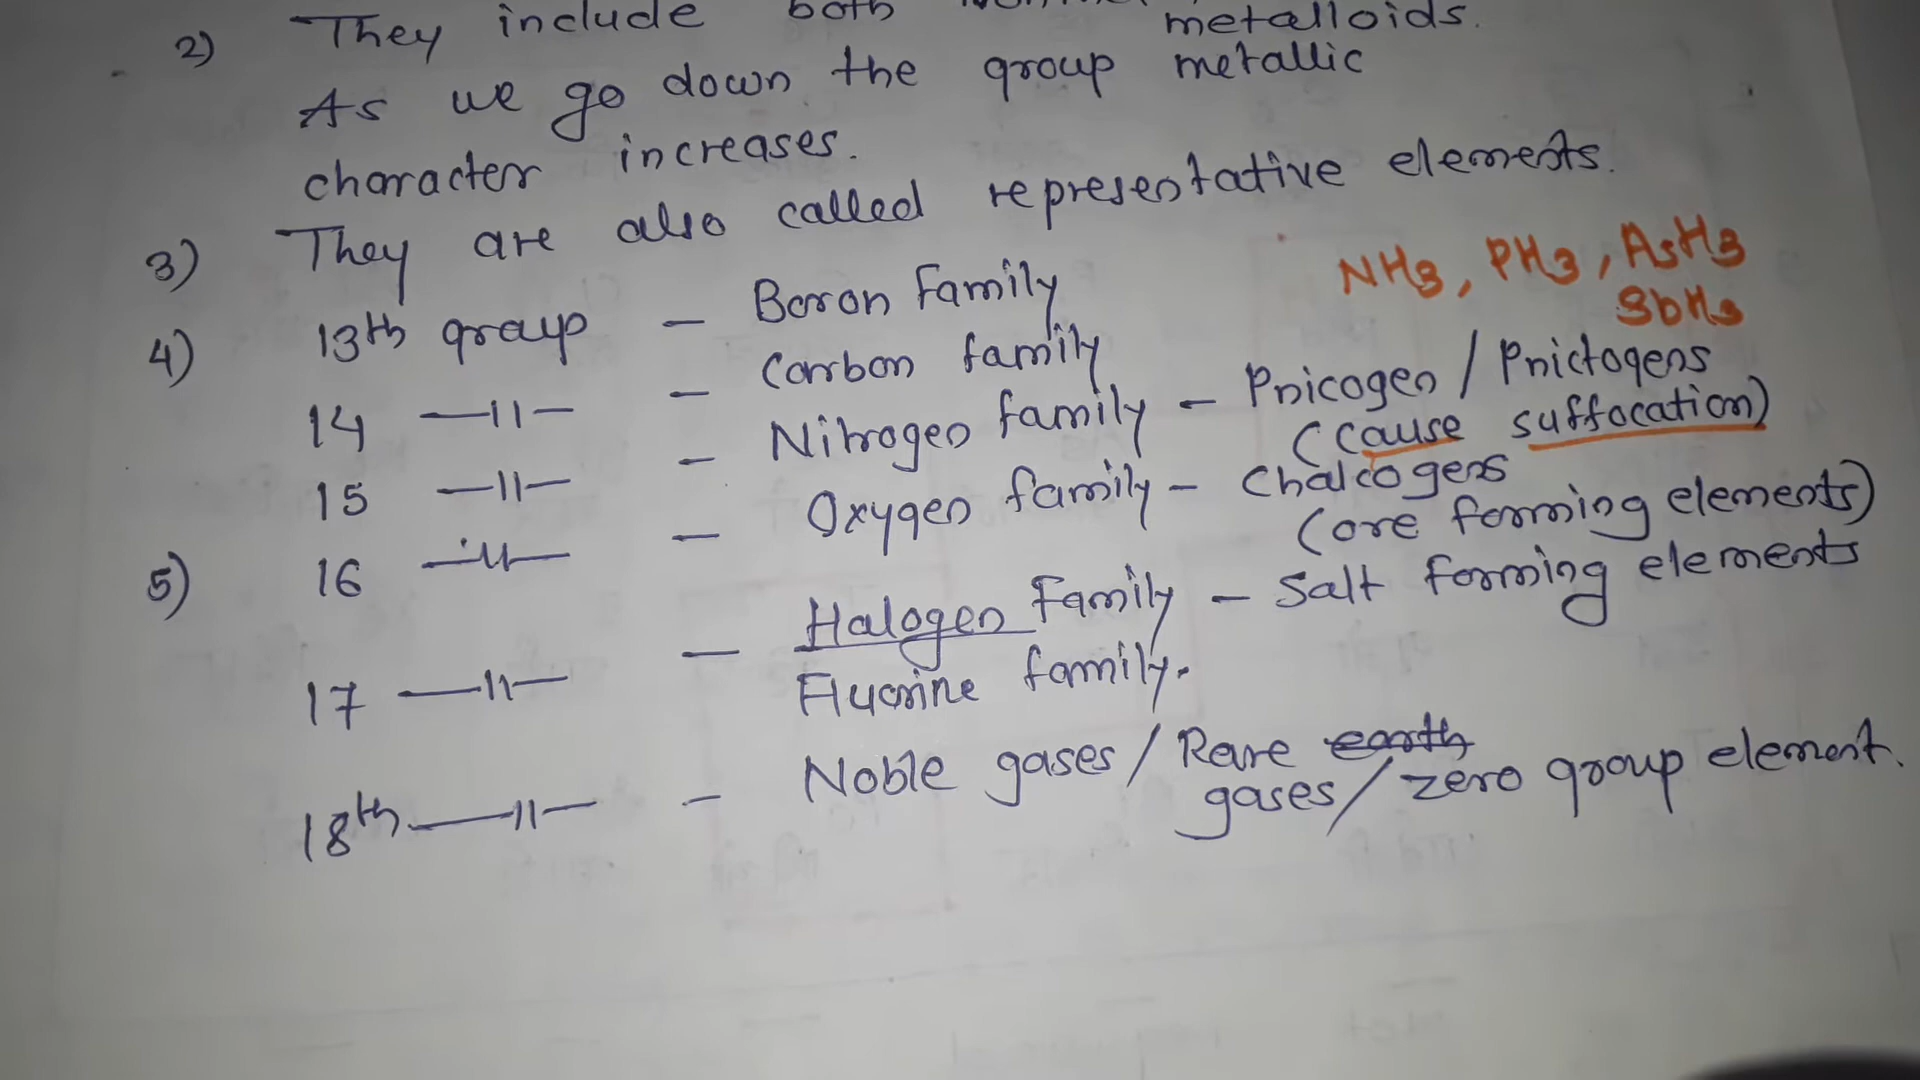 2) They include both metalloids.
As we go down the group metallic
character increases.
3) They are also called representative elements.
NH3, PH3, AsH3
SbH3
4) 13th group - Boron Family
14 —11— - Carbon family
15 —11— - Nitrogen family - Pnicogen / Pnictogens
(cause suffocation)
5) 16 —11— - Oxygen family - Chalcogens
(ore forming elements)
17 —11— - Halogen Family - Salt forming elements
Fluorine family.
18th —11— - Noble gases / Rare earth
gases / zero group element.